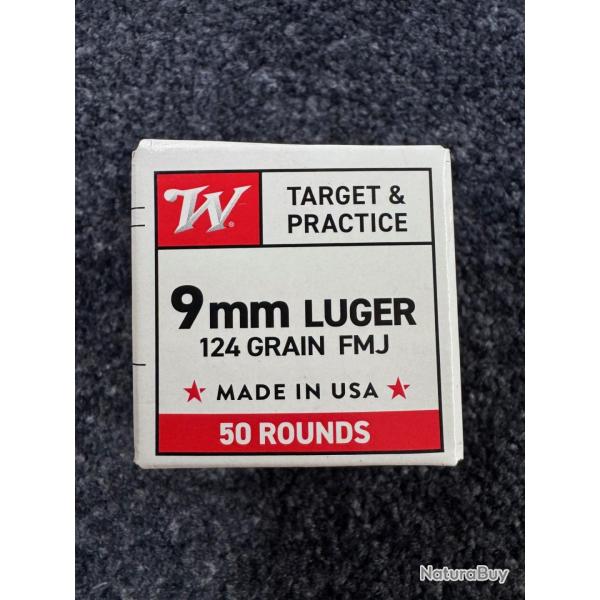 W®
TARGET &
PRACTICE
9mm LUGER
124 GRAIN FMJ
★ MADE IN USA ★
50 ROUNDS
NaturaBuy